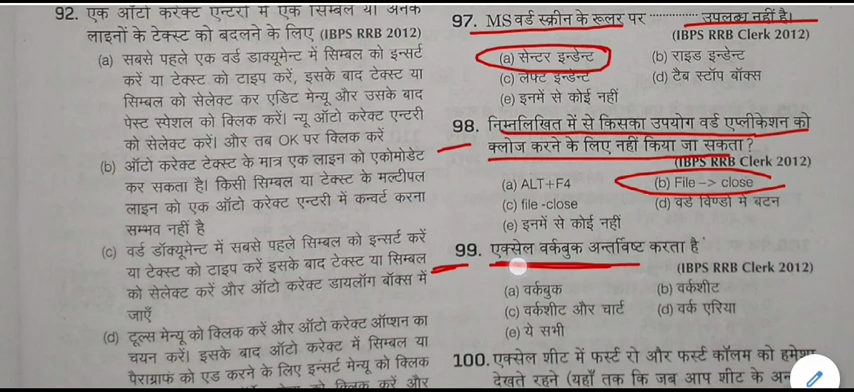 92. एक ऑटो करेक्ट एन्टरी में एक सिम्बल या अनेक
लाइनों के टेक्स्ट को बदलने के लिए (IBPS RRB 2012)
(a) सबसे पहले एक वर्ड डाक्यूमेन्ट में सिम्बल को इन्सर्ट
करें या टेक्स्ट को टाइप करें, इसके बाद टेक्स्ट या
सिम्बल को सेलेक्ट कर एडिट मेन्यू और उसके बाद
पेस्ट स्पेशल को क्लिक करें। न्यू ऑटो करेक्ट एन्टरी
को सेलेक्ट करें। और तब OK पर क्लिक करें
(b) ऑटो करेक्ट टेक्स्ट के मात्र एक लाइन को एकोमोडेट
कर सकता है। किसी सिम्बल या टेक्स्ट के मल्टीपल
लाइन को एक ऑटो करेक्ट एन्टरी में कन्वर्ट करना
सम्भव नहीं है
(c) वर्ड डॉक्यूमेन्ट में सबसे पहले सिम्बल को इन्सर्ट करें
या टेक्स्ट को टाइप करें इसके बाद टेक्स्ट या सिम्बल
को सेलेक्ट करें और ऑटो करेक्ट डायलॉग बॉक्स में
जाएँ
(d) टूल्स मेन्यू को क्लिक करें और ऑटो करेक्ट ऑप्शन का
चयन करें। इसके बाद ऑटो करेक्ट में सिम्बल या
पैराग्राफ को एड करने के लिए इन्सर्ट मेन्यू को क्लिक
करें और
97. MS वर्ड स्क्रीन के रूलर पर ............... उपलब्ध नहीं है।
(IBPS RRB Clerk 2012)
(a) सेन्टर इन्डेन्ट (b) राइड इन्डेन्ट
(c) लेफ्ट इन्डेन्ट (d) टैब स्टॉप बॉक्स
(e) इनमें से कोई नहीं
98. निम्नलिखित में से किसका उपयोग वर्ड एप्लीकेशन को
क्लोज करने के लिए नहीं किया जा सकता?
(IBPS RRB Clerk 2012)
(a) ALT+F4 (b) File -> close
(c) file -close (d) वर्ड विण्डो में बटन
(e) इनमें से कोई नहीं
99. एक्सेल वर्कबुक अन्तर्विष्ट करता है
(IBPS RRB Clerk 2012)
(a) वर्कबुक (b) वर्कशीट
(c) वर्कशीट और चार्ट (d) वर्क एरिया
(e) ये सभी
100. एक्सेल शीट में फर्स्ट रो और फर्स्ट कॉलम को हमेशा
देखते रहने (यहाँ तक कि जब आप शीट के